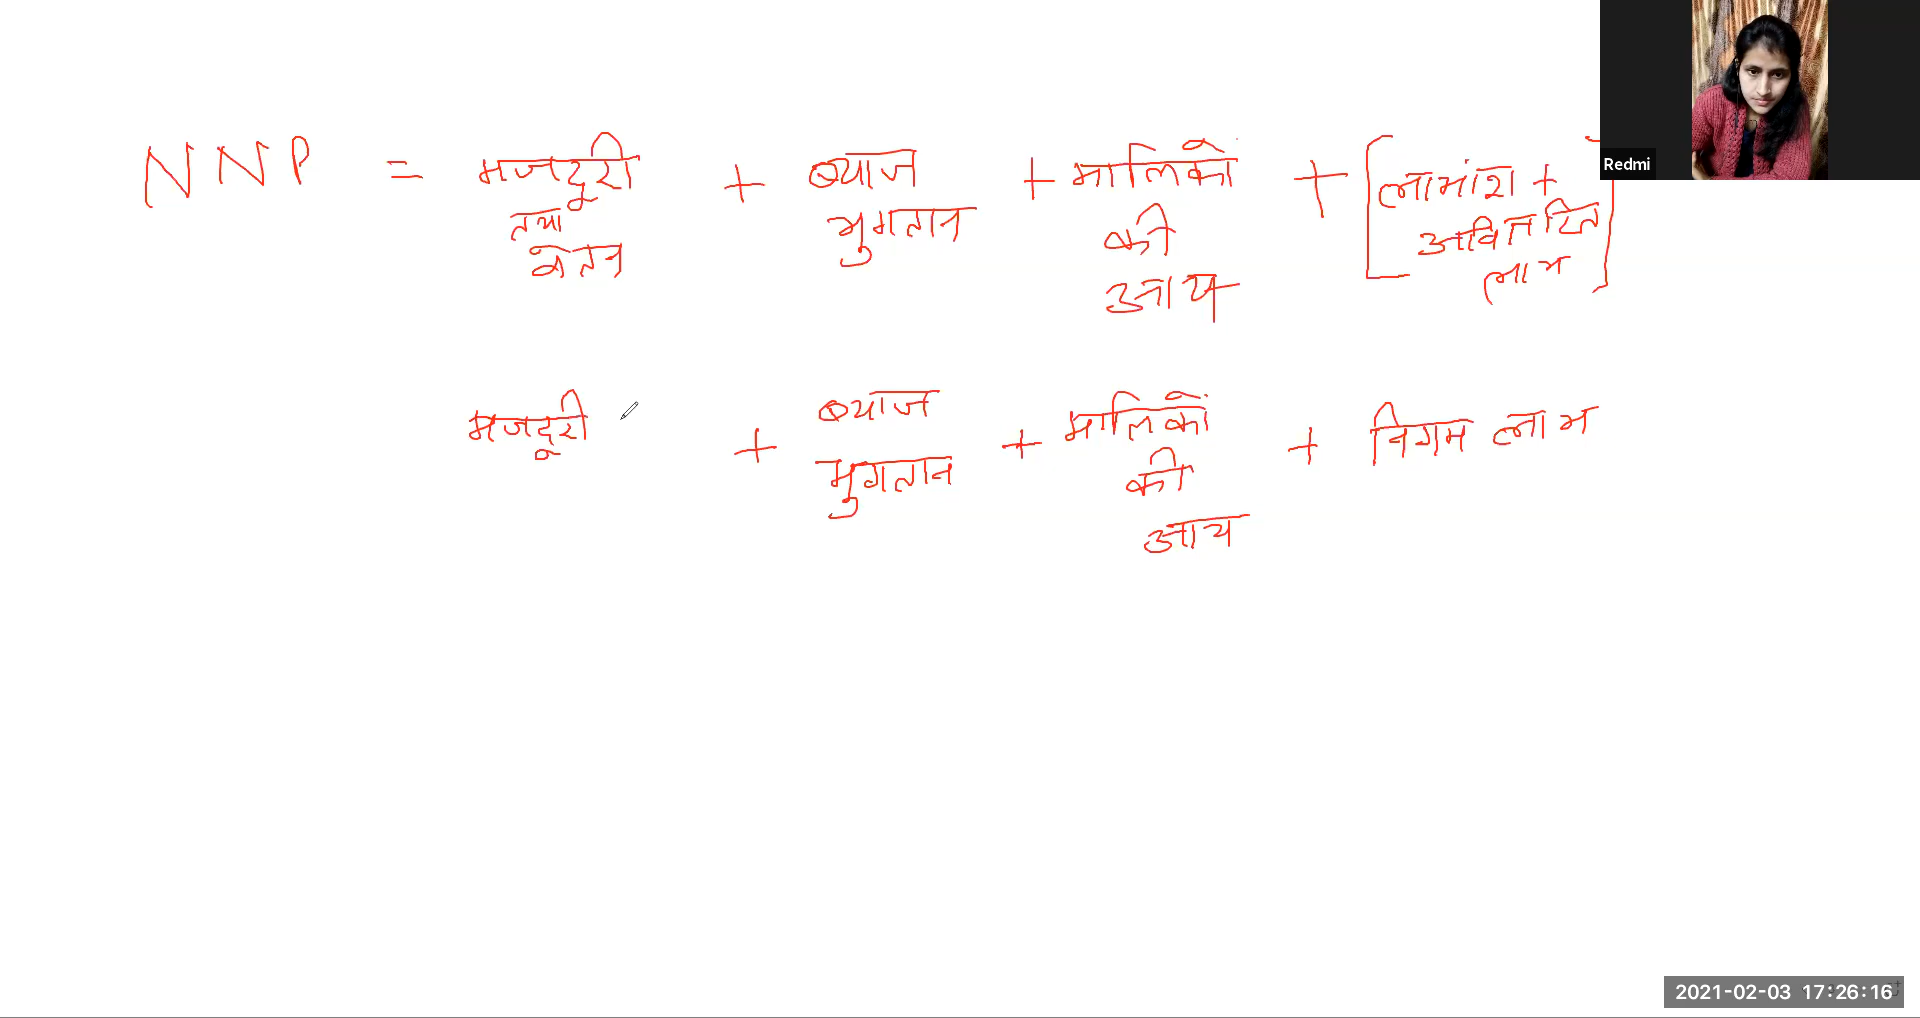 NNP = मजदूरी + ब्याज + मालिकों + [लाभांश +
तथा भुगतान की अवितरित
वेतन आय लाभ]
मजदूरी + ब्याज + मालिकों + निगम लाभ
भुगतान की
आय
Redmi
2021-02-03 17:26:16